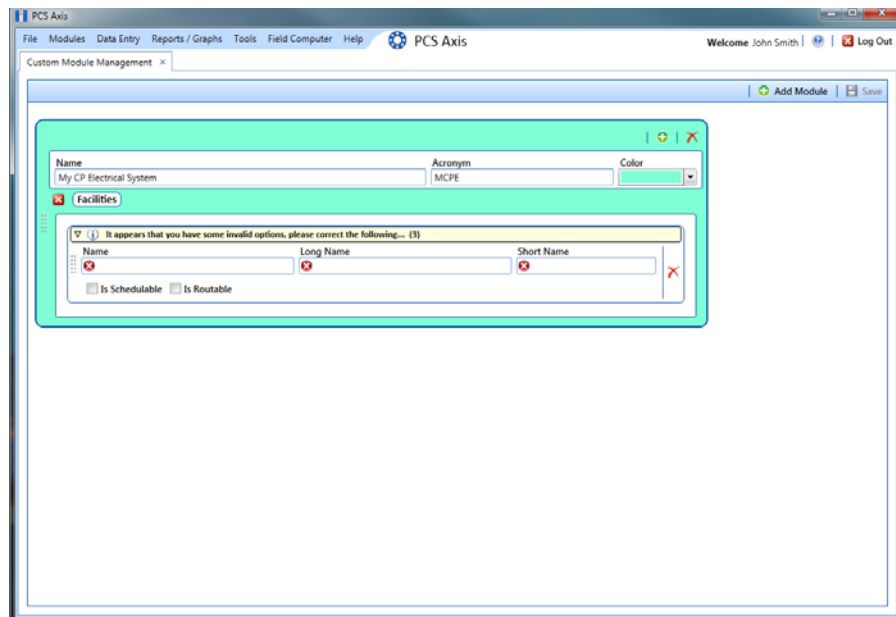 PCS Axis
File Modules Data Entry Reports / Graphs Tools Field Computer Help PCS Axis Welcome John Smith Log Out
Custom Module Management ×
Add Module Save
Name Acronym Color
My CP Electrical System MCPE
Facilities
It appears that you have some invalid options, please correct the following... (3)
Name Long Name Short Name
Is Schedulable Is Routable